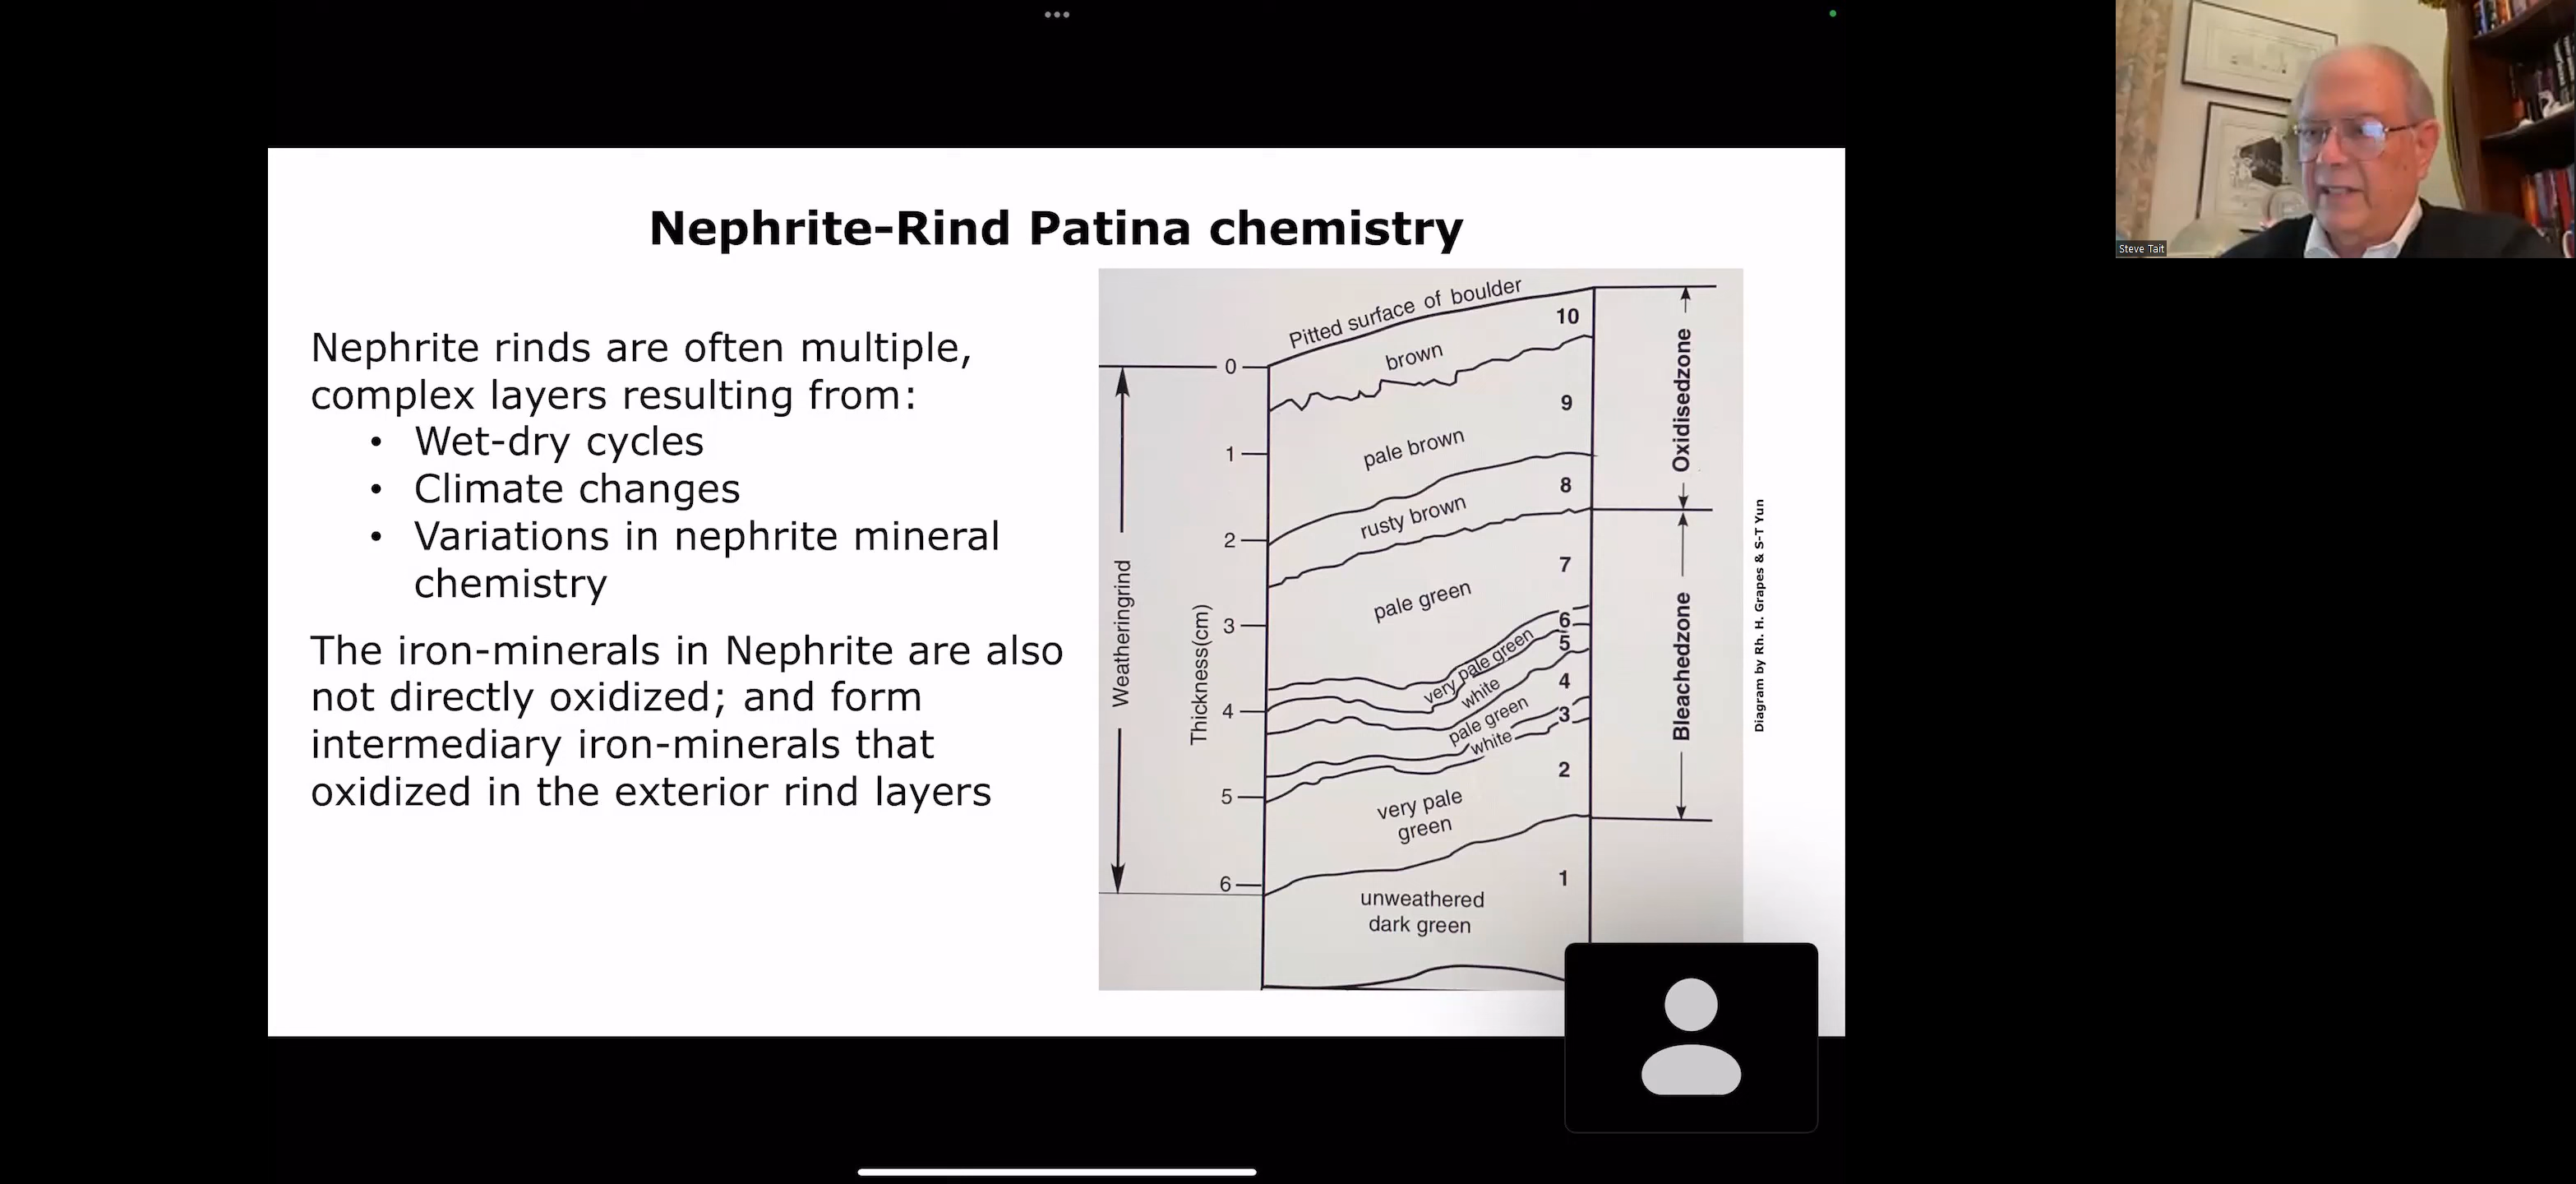 Steve Tait
Nephrite-Rind Patina chemistry
Nephrite rinds are often multiple,
complex layers resulting from:
• Wet-dry cycles
• Climate changes
• Variations in nephrite mineral
chemistry
The iron-minerals in Nephrite are also
not directly oxidized; and form
intermediary iron-minerals that
oxidized in the exterior rind layers
Weatheringrind
Thickness(cm)
0
1
2
3
4
5
6
Pitted surface of boulder
brown
10
pale brown
9
rusty brown
8
pale green
7
very pale green
6
white
5
pale green
4
white
3
very pale
green
2
unweathered
dark green
1
Oxidisedzone
Bleachedzone
Diagram by Rh. H. Grapes & S-T Yun